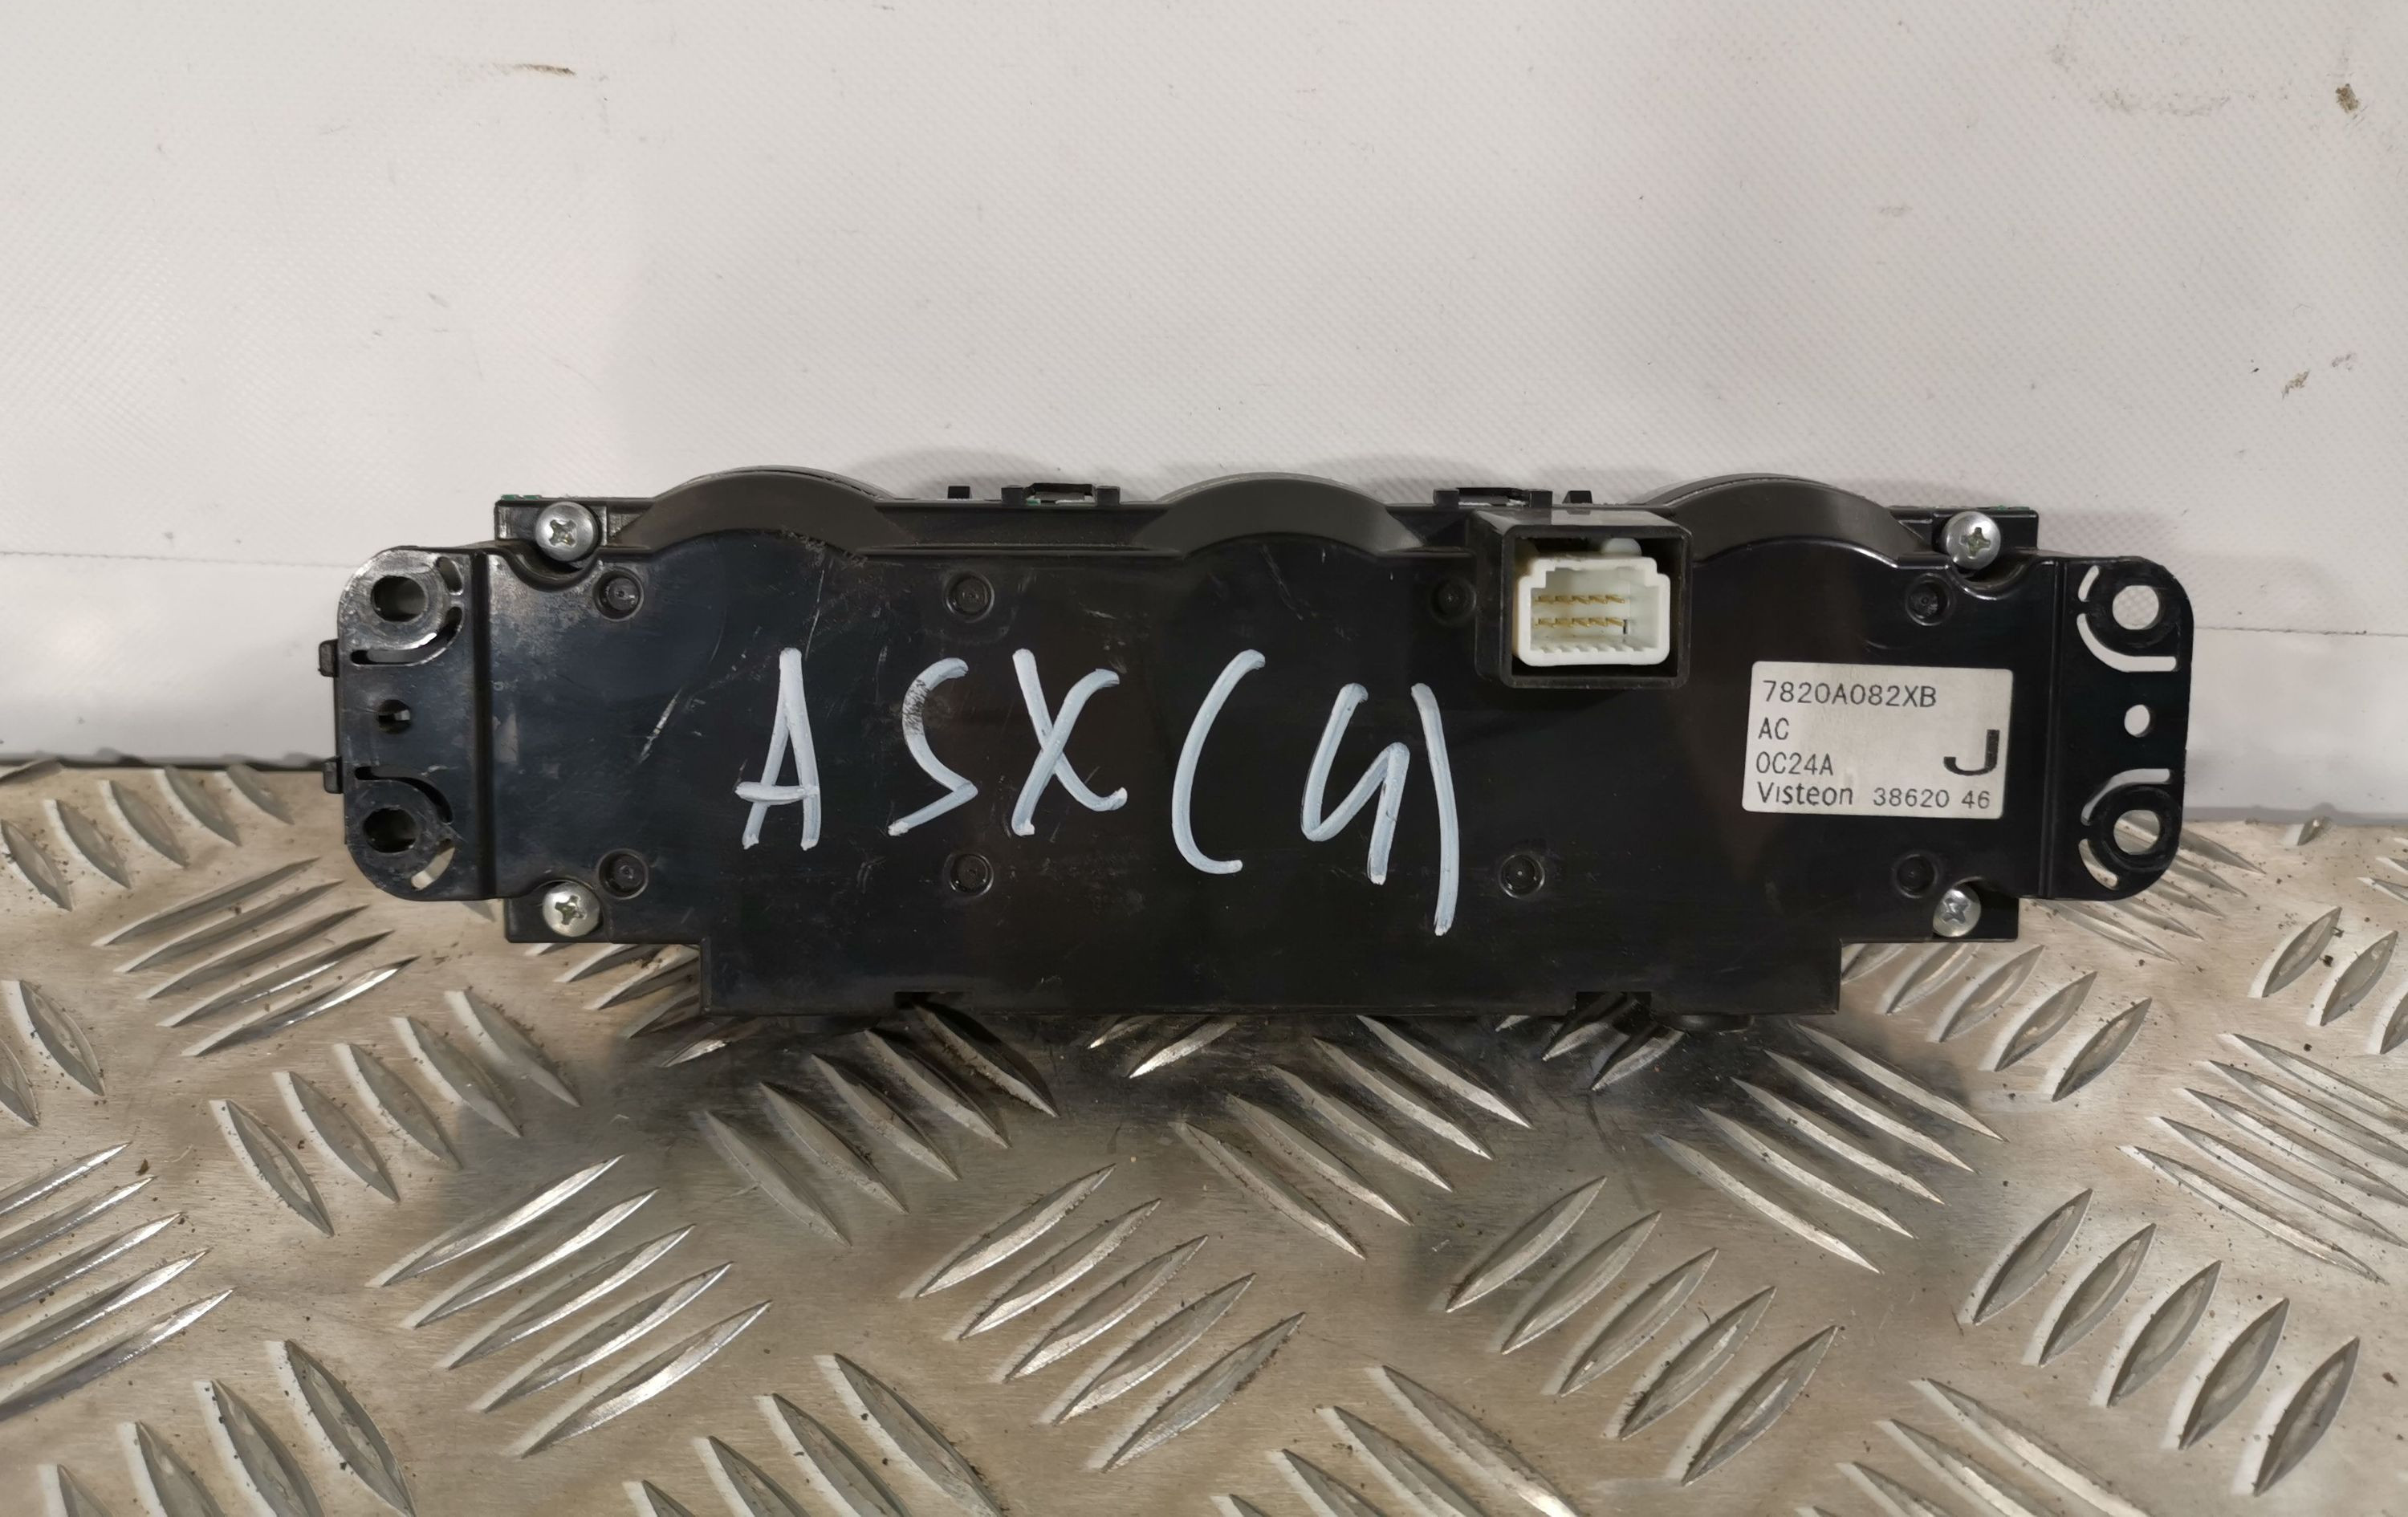 ASX (4)
7820A082XB
AC
0C24A J
Visteon 38620 46